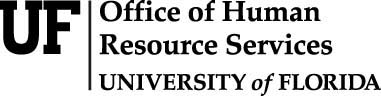 UF
Office of Human
Resource Services
UNIVERSITY of FLORIDA